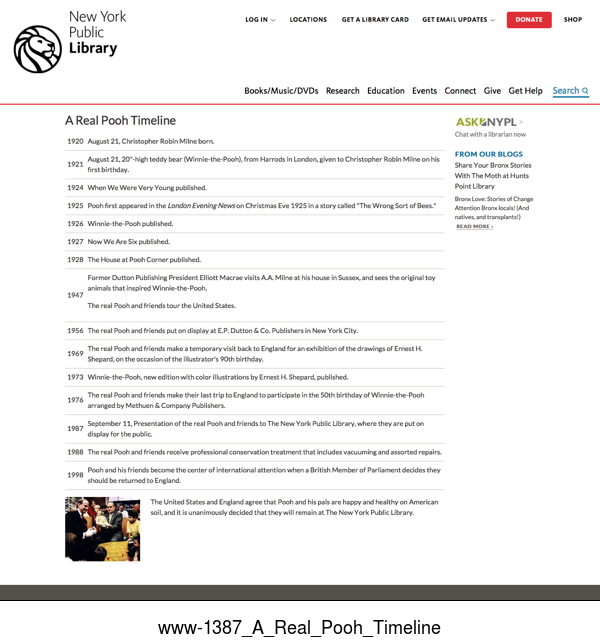 New York
Public
Library
LOG IN
LOCATIONS
GET A LIBRARY CARD
GET EMAIL UPDATES
DONATE
SHOP
Books/Music/DVDs Research Education Events Connect Give Get Help Search
A Real Pooh Timeline
1920 August 21, Christopher Robin Milne born.
1921 August 21, 20"-high teddy bear (Winnie-the-Pooh), from Harrods in London, given to Christopher Robin Milne on his
first birthday.
1924 When We Were Very Young published.
1925 Pooh first appeared in the London Evening News on Christmas Eve 1925 in a story called "The Wrong Sort of Bees."
1926 Winnie-the-Pooh published.
1927 Now We Are Six published.
1928 The House at Pooh Corner published.
1947 Former Dutton Publishing President Elliott Macrae visits A.A. Milne at his house in Sussex, and sees the original toy
animals that inspired Winnie-the-Pooh.
The real Pooh and friends tour the United States.
1956 The real Pooh and friends put on display at E.P. Dutton & Co. Publishers in New York City.
1969 The real Pooh and friends make a temporary visit back to England for an exhibition of the drawings of Ernest H.
Shepard, on the occasion of the illustrator's 90th birthday.
1973 Winnie-the-Pooh, new edition with color illustrations by Ernest H. Shepard, published.
1976 The real Pooh and friends make their last trip to England to participate in the 50th birthday of Winnie-the-Pooh
arranged by Methuen & Company Publishers.
1987 September 11, Presentation of the real Pooh and friends to The New York Public Library, where they are put on
display for the public.
1988 The real Pooh and friends receive professional conservation treatment that includes vacuuming and assorted repairs.
1998 Pooh and his friends become the center of international attention when a British Member of Parliament decides they
should be returned to England.
The United States and England agree that Pooh and his pals are happy and healthy on American
soil, and it is unanimously decided that they will remain at The New York Public Library.
ASK NYPL >
Chat with a librarian now
FROM OUR BLOGS
Share Your Bronx Stories
With The Moth at Hunts
Point Library
Bronx Love: Stories of Change
Attention Bronx locals! (And
natives, and transplants!)
READ MORE ›
www-1387_A_Real_Pooh_Timeline